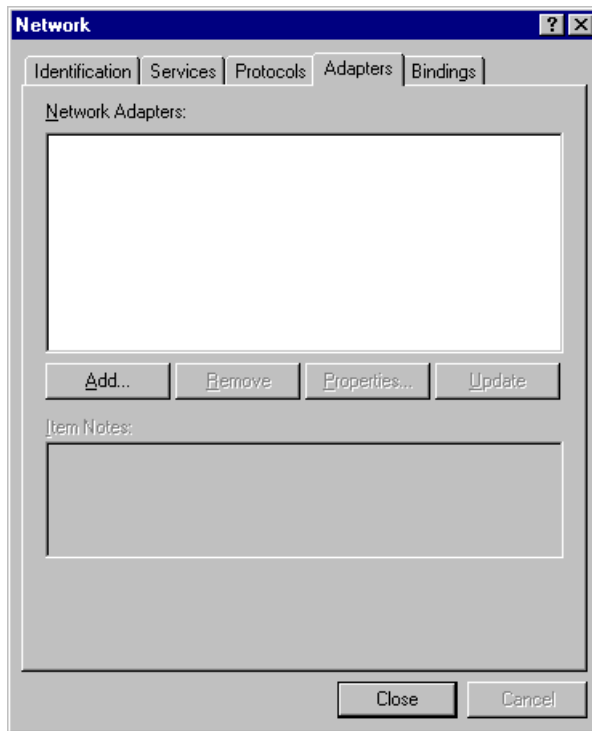 Network
Identification Services Protocols Adapters Bindings
Network Adapters:
Add... Remove Properties... Update
Item Notes:
Close Cancel